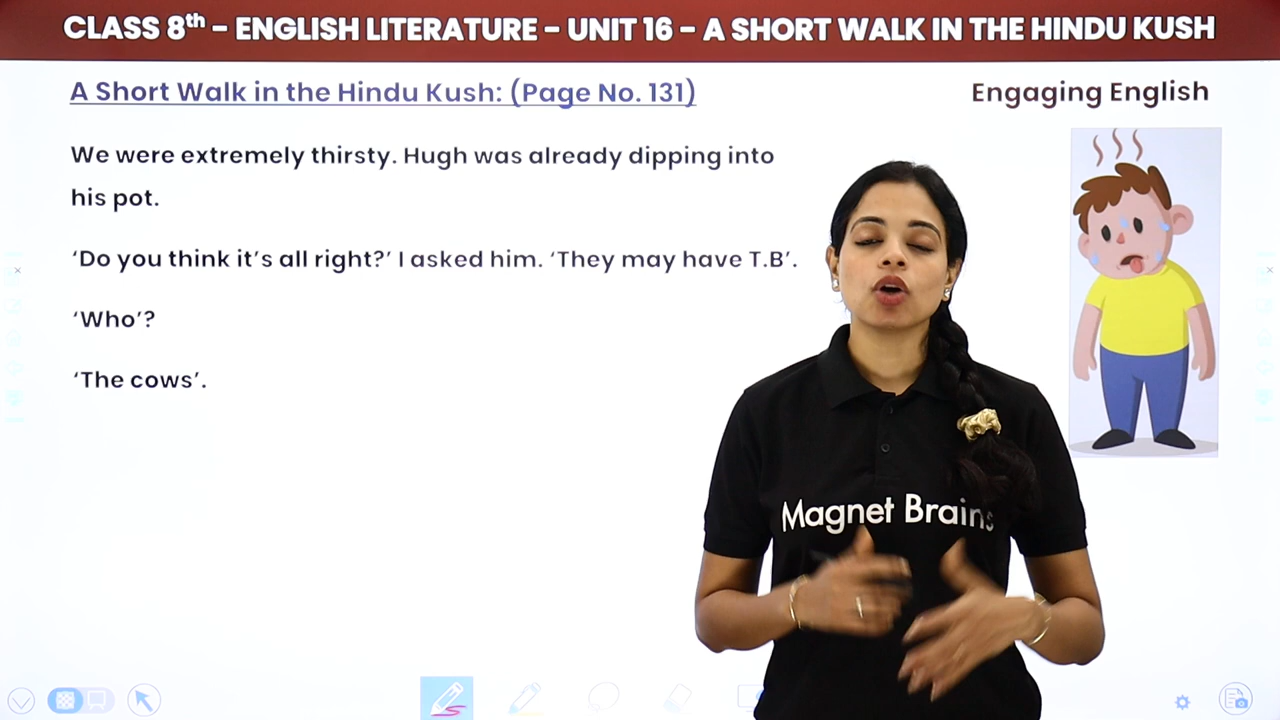 CLASS 8th – ENGLISH LITERATURE – UNIT 16 – A SHORT WALK IN THE HINDU KUSH
A Short Walk in the Hindu Kush: (Page No. 131)
Engaging English
We were extremely thirsty. Hugh was already dipping into
his pot.
‘Do you think it’s all right?’ I asked him. ‘They may have T.B’.
‘Who’?
‘The cows’.
Magnet Brains